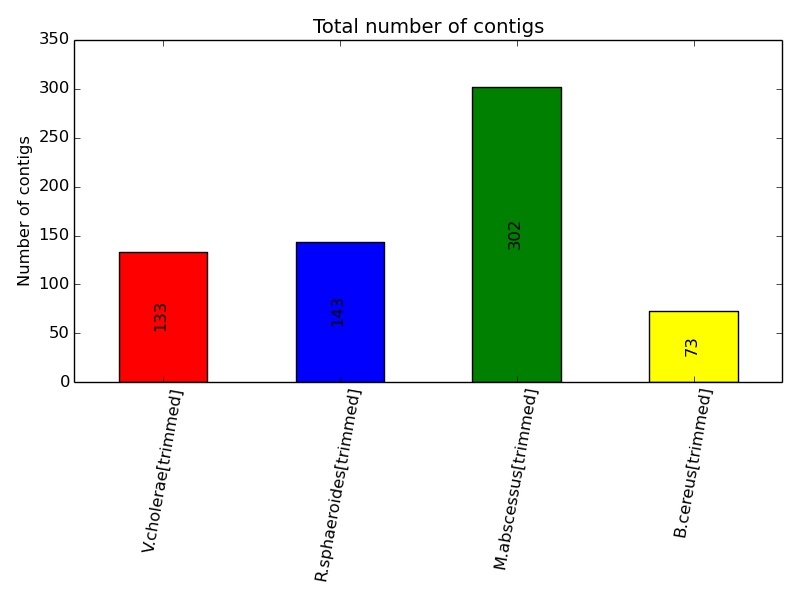 Total number of contigs
Number of contigs
350
300
250
200
150
100
50
0
133
143
302
73
V.cholerae[trimmed]
R.sphaeroides[trimmed]
M.abscessus[trimmed]
B.cereus[trimmed]